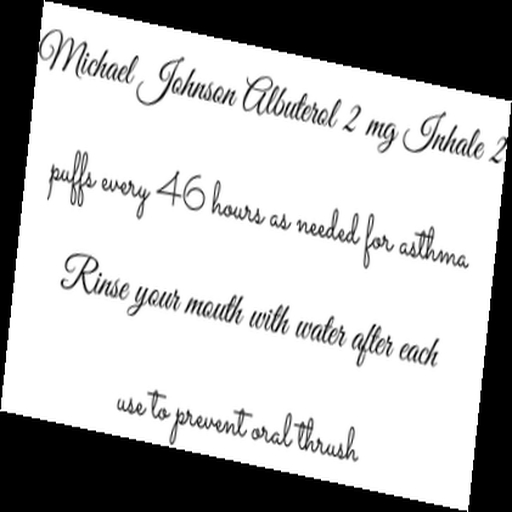 Michael Johnson Albuterol 2 mg Inhale 2
puffs every 46 hours as needed for asthma
Rinse your mouth with water after each
use to prevent oral thrush